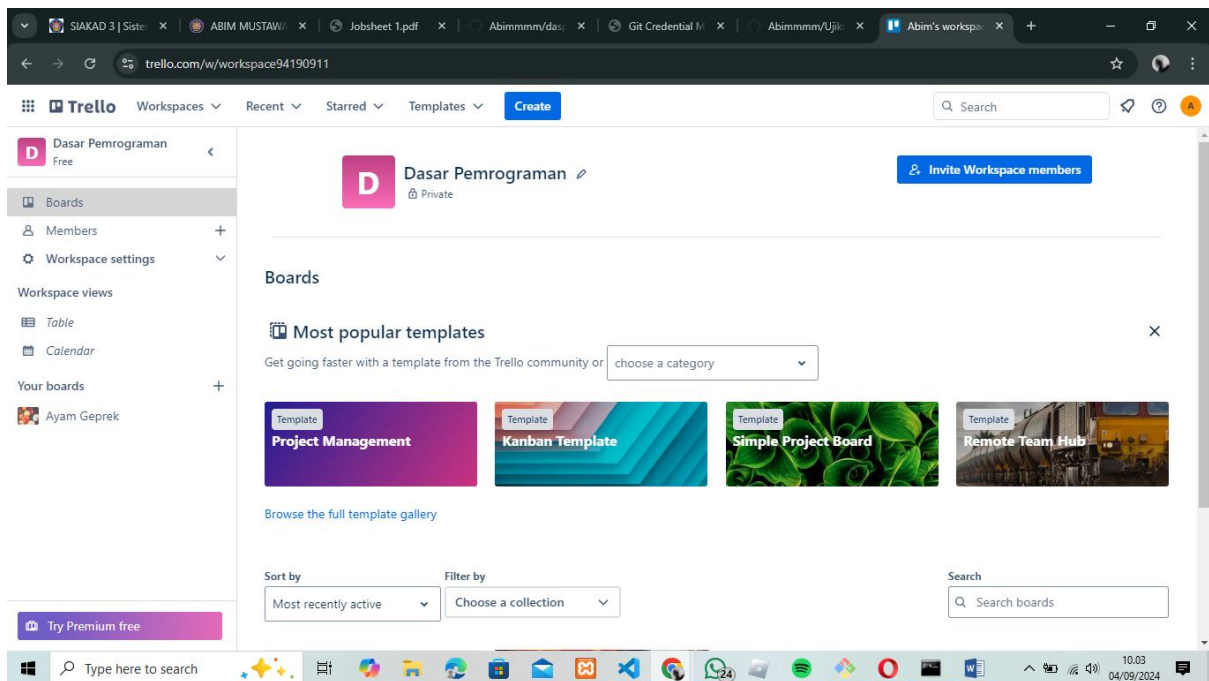 SIAKAD 3 | Siste
ABIM MUSTAWA
Jobsheet 1.pdf
Abimmmm/dasp
Git Credential M
Abimmmm/Ujik
Abim's workspac
trello.com/w/workspace94190911
Trello Workspaces Recent Starred Templates Create
Search
A
D
Dasar Pemrograman
Free
Boards
Members
Workspace settings
Workspace views
Table
Calendar
Your boards
Ayam Geprek
Try Premium free
D
Dasar Pemrograman
Private
Invite Workspace members
Boards
Most popular templates
Get going faster with a template from the Trello community or choose a category
Template
Project Management
Template
Kanban Template
Template
Simple Project Board
Template
Remote Team Hub
Browse the full template gallery
Sort by
Most recently active
Filter by
Choose a collection
Search
Search boards
Type here to search
24
10.03
04/09/2024